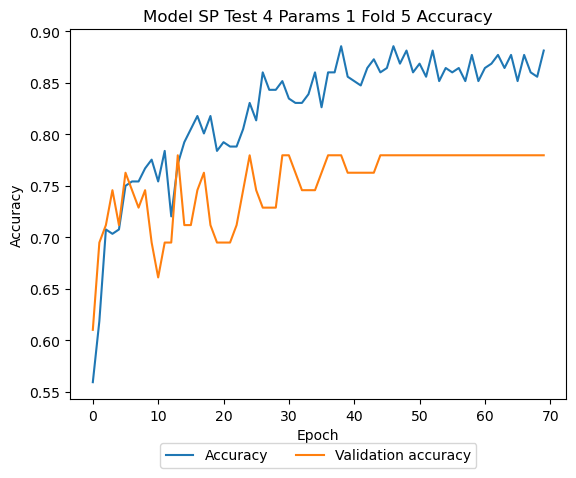 Model SP Test 4 Params 1 Fold 5 Accuracy
0.90
0.85
0.80
0.75
0.70
0.65
0.60
0.55
Accuracy
0 10 20 30 40 50 60 70
Epoch
Accuracy Validation accuracy